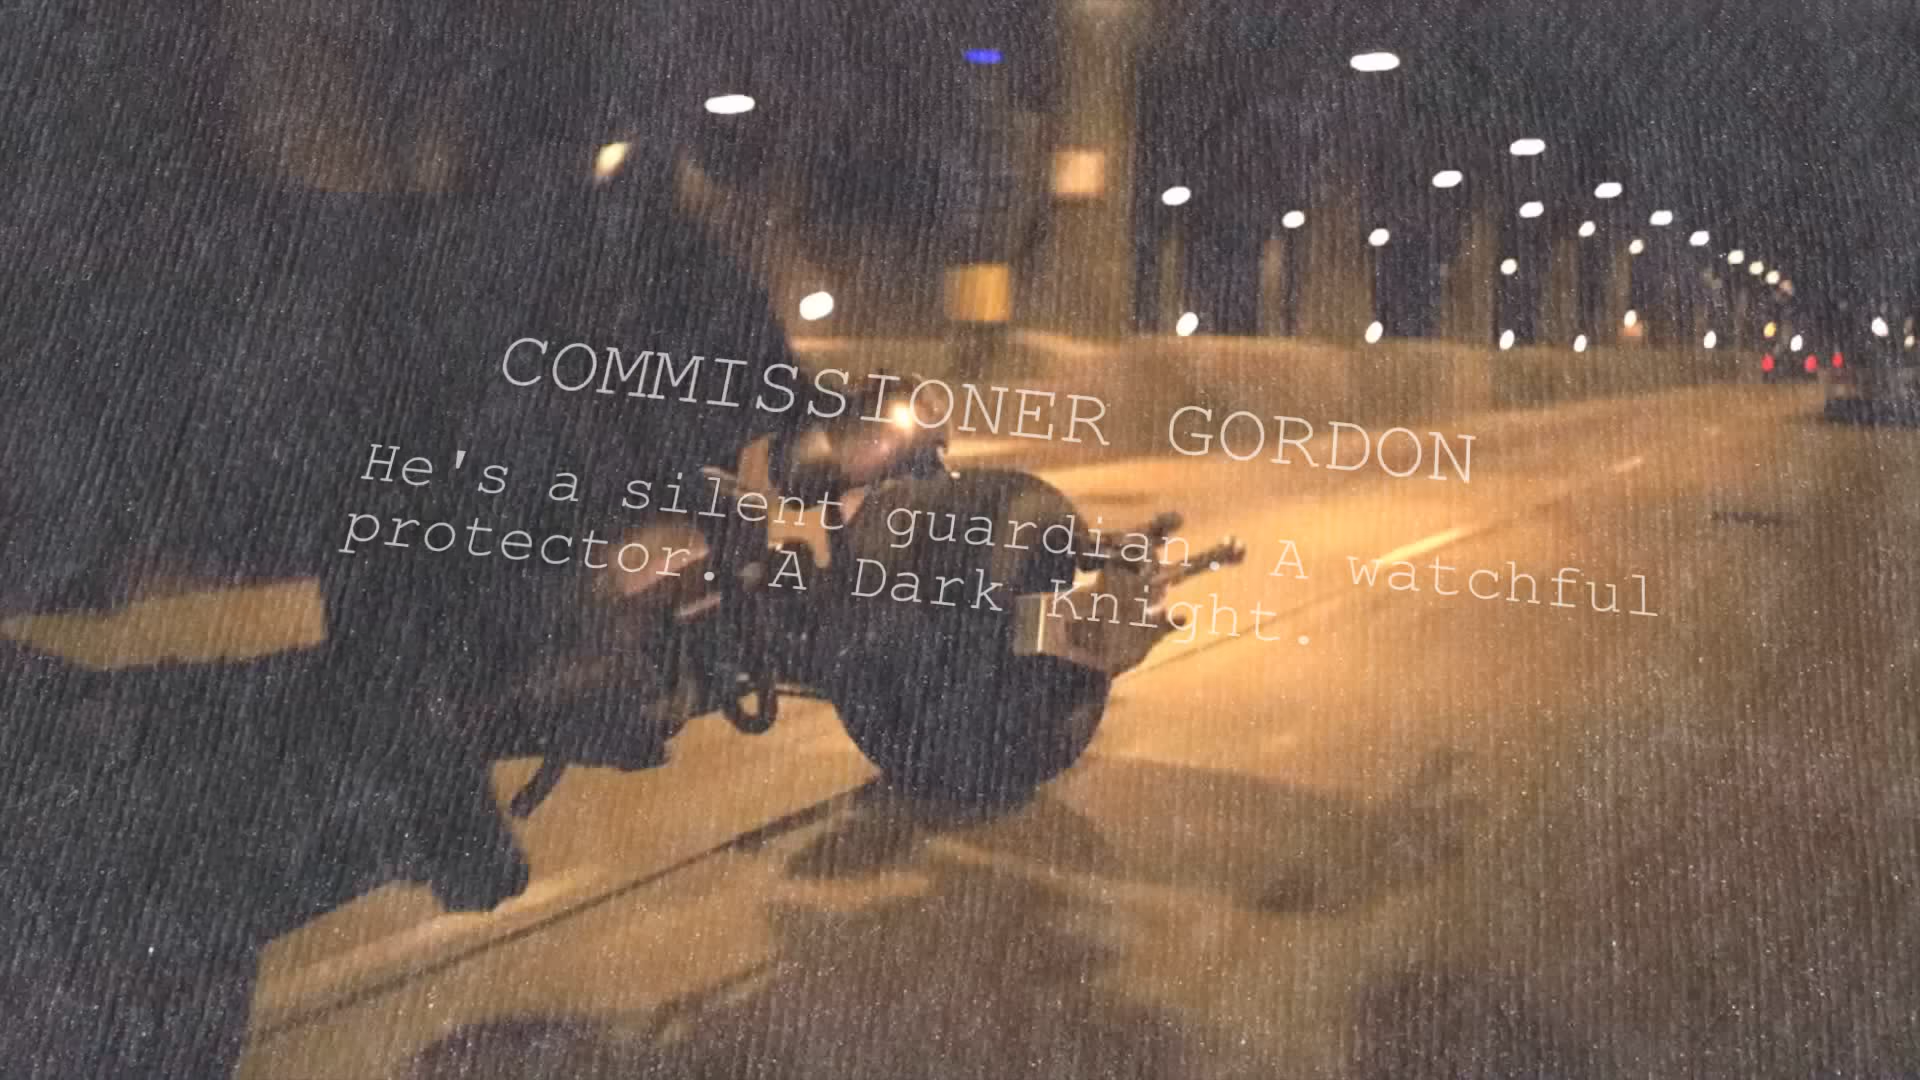 COMMISSIONER GORDON
He's a silent guardian. A watchful
protector. A Dark Knight.